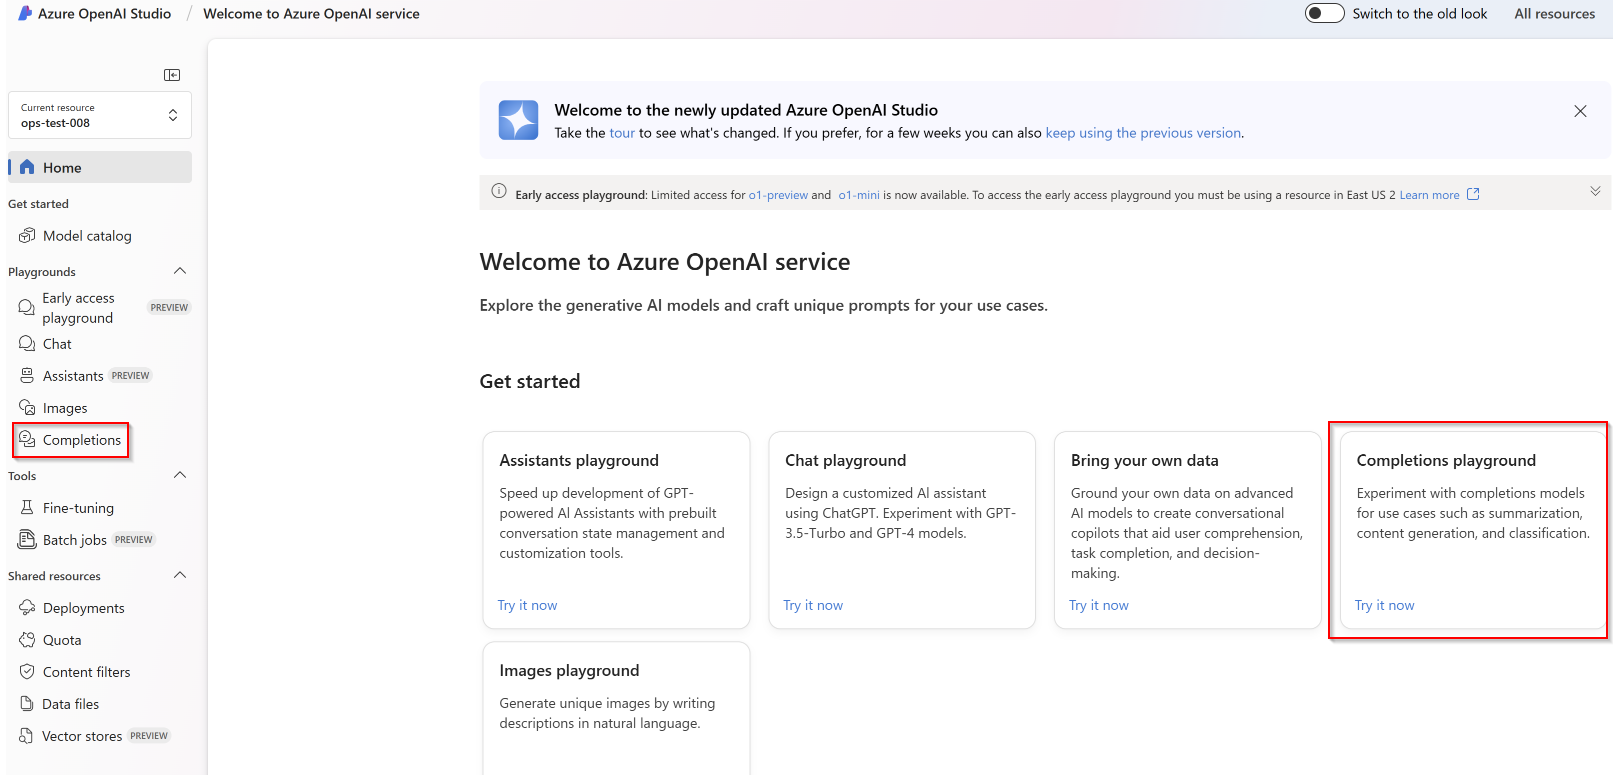 Azure OpenAI Studio / Welcome to Azure OpenAI service
Switch to the old look
All resources
Current resource
ops-test-008
Home
Get started
Model catalog
Playgrounds
Early access
playground
PREVIEW
Chat
Assistants PREVIEW
Images
Completions
Tools
Fine-tuning
Batch jobs PREVIEW
Shared resources
Deployments
Quota
Content filters
Data files
Vector stores PREVIEW
Welcome to the newly updated Azure OpenAI Studio
Take the tour to see what's changed. If you prefer, for a few weeks you can also keep using the previous version.
Early access playground: Limited access for o1-preview and o1-mini is now available. To access the early access playground you must be using a resource in East US 2 Learn more
Welcome to Azure OpenAI service
Explore the generative AI models and craft unique prompts for your use cases.
Get started
Assistants playground
Speed up development of GPT-
powered AI Assistants with prebuilt
conversation state management and
customization tools.
Try it now
Chat playground
Design a customized AI assistant
using ChatGPT. Experiment with GPT-
3.5-Turbo and GPT-4 models.
Try it now
Bring your own data
Ground your own data on advanced
AI models to create conversational
copilots that aid user comprehension,
task completion, and decision-
making.
Try it now
Completions playground
Experiment with completions models
for use cases such as summarization,
content generation, and classification.
Try it now
Images playground
Generate unique images by writing
descriptions in natural language.